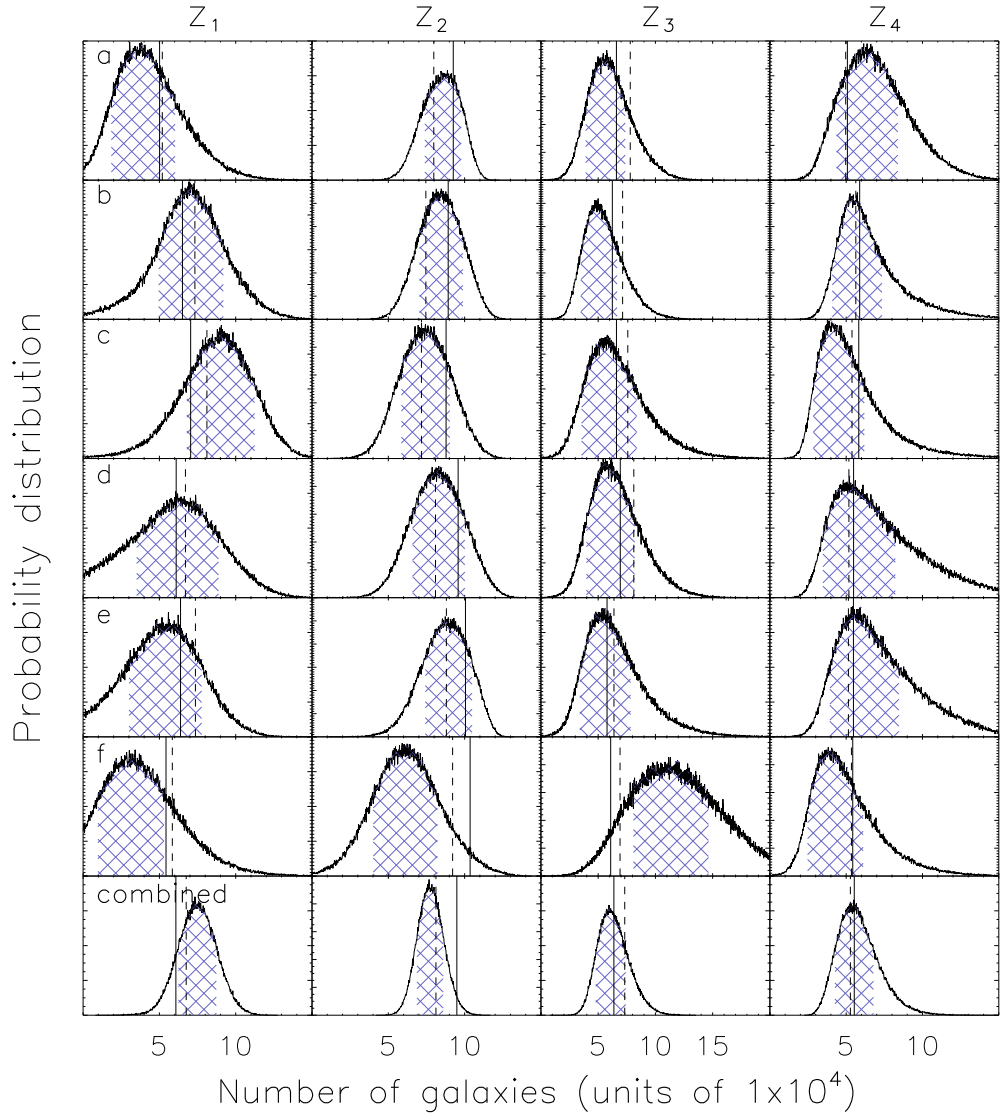 Z1 Z2 Z3 Z4
Probability distribution
a
b
c
d
e
f
combined
5 10 5 10 5 10 15 5 10
Number of galaxies (units of 1x10^4)